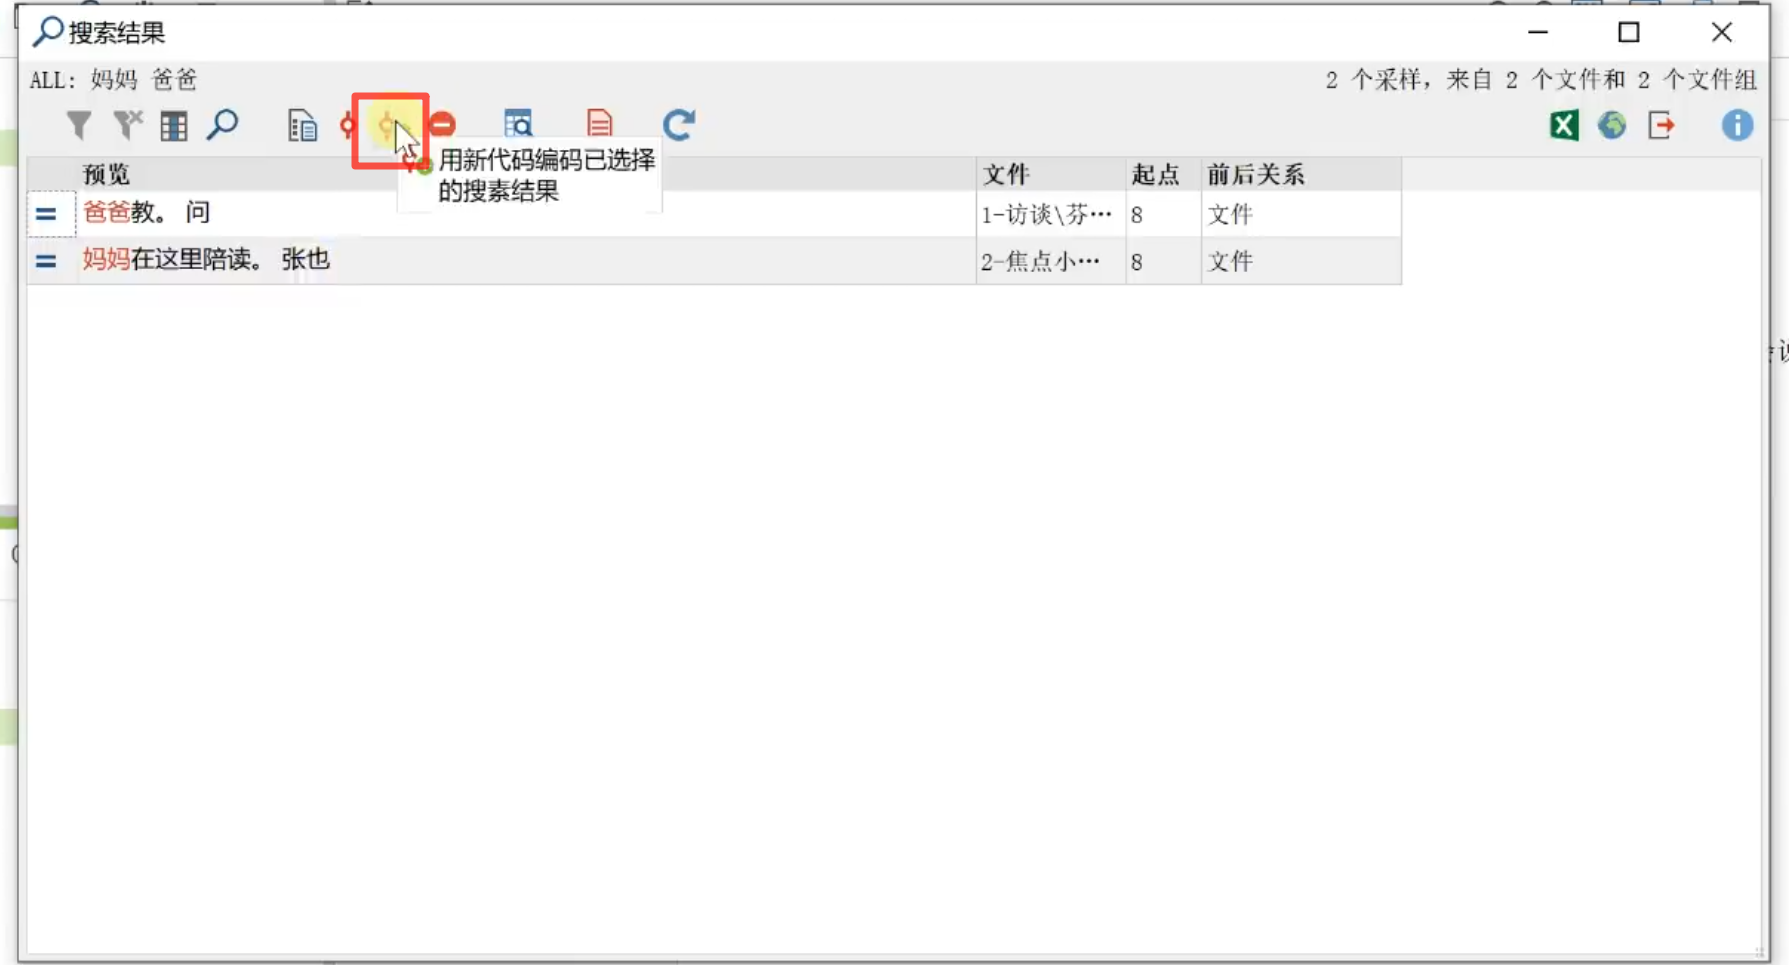 搜索结果
ALL: 妈妈 爸爸
2 个采样，来自 2 个文件和 2 个文件组
用新代码编码已选择
的搜素结果
预览 文件 起点 前后关系
爸爸教。 问 1-访谈\芬… 8 文件
妈妈在这里陪读。 张也 2-焦点小… 8 文件